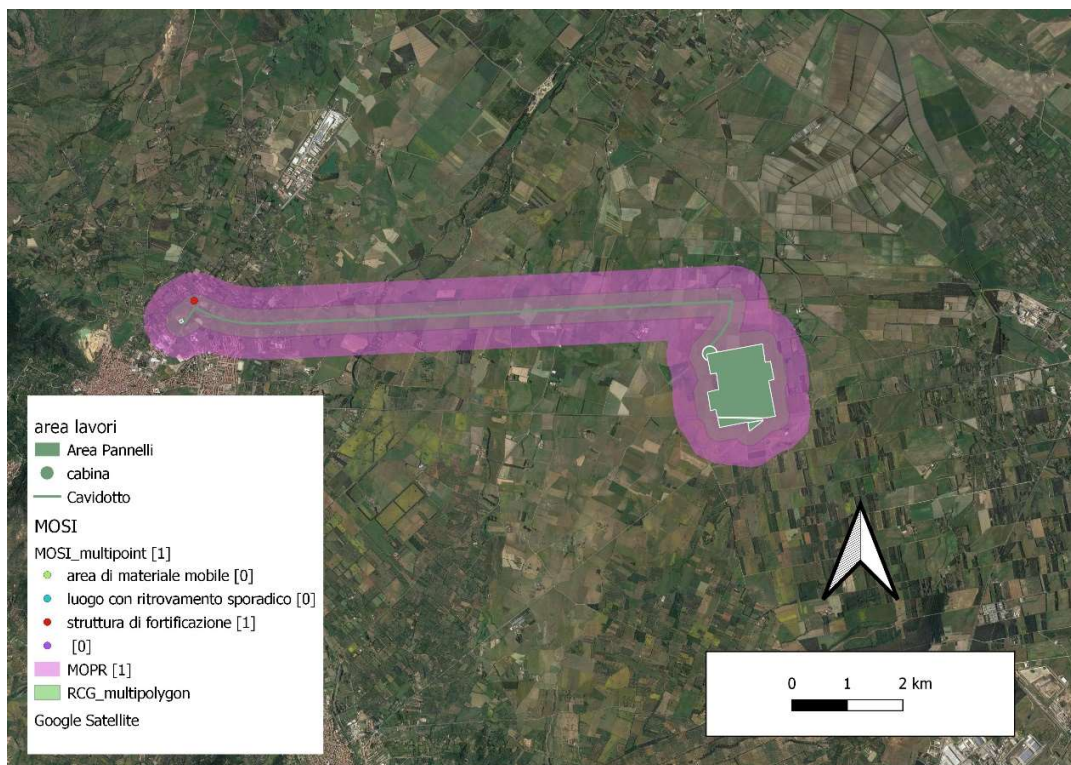 area lavori
Area Pannelli
cabina
Cavidotto
MOSI
MOSI_multipoint [1]
area di materiale mobile [0]
luogo con ritrovamento sporadico [0]
struttura di fortificazione [1]
[0]
MOPR [1]
RCG_multipolygon
Google Satellite
0 1 2 km